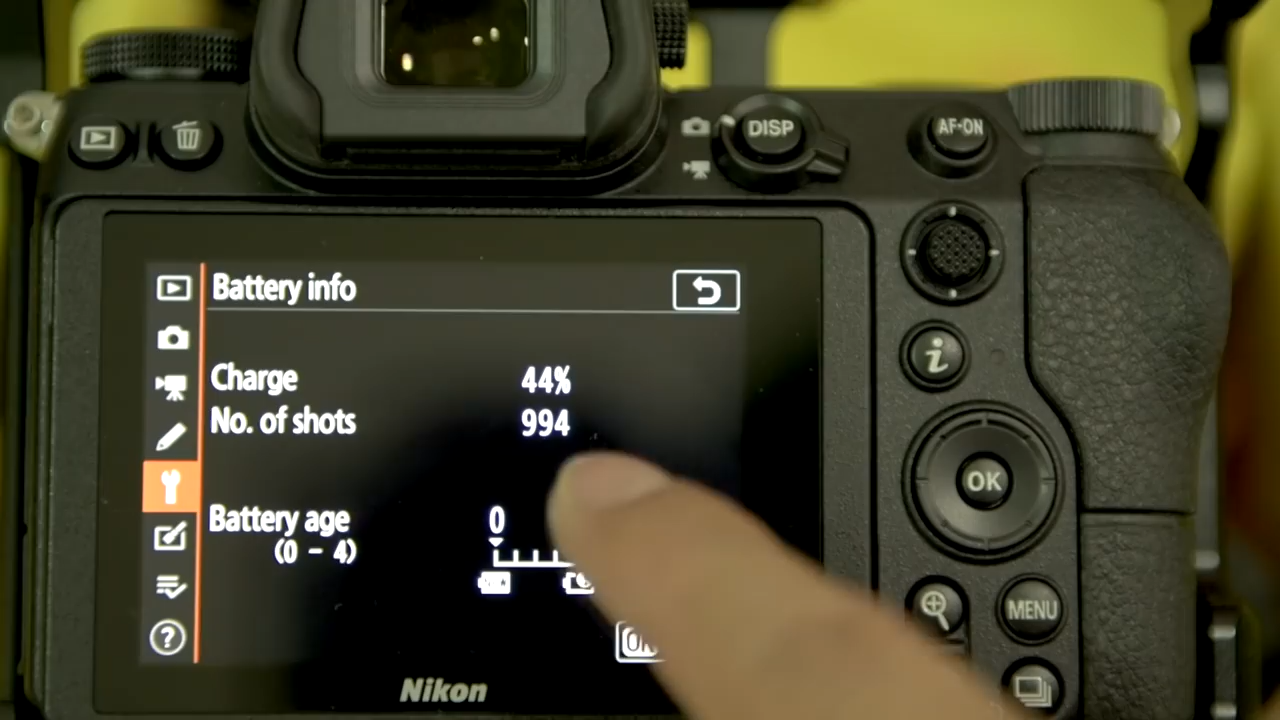 DISP
AF-ON
Battery info
Charge 44%
No. of shots 994
i
Battery age 0
(0 - 4)
OK
OK
?
MENU
Nikon